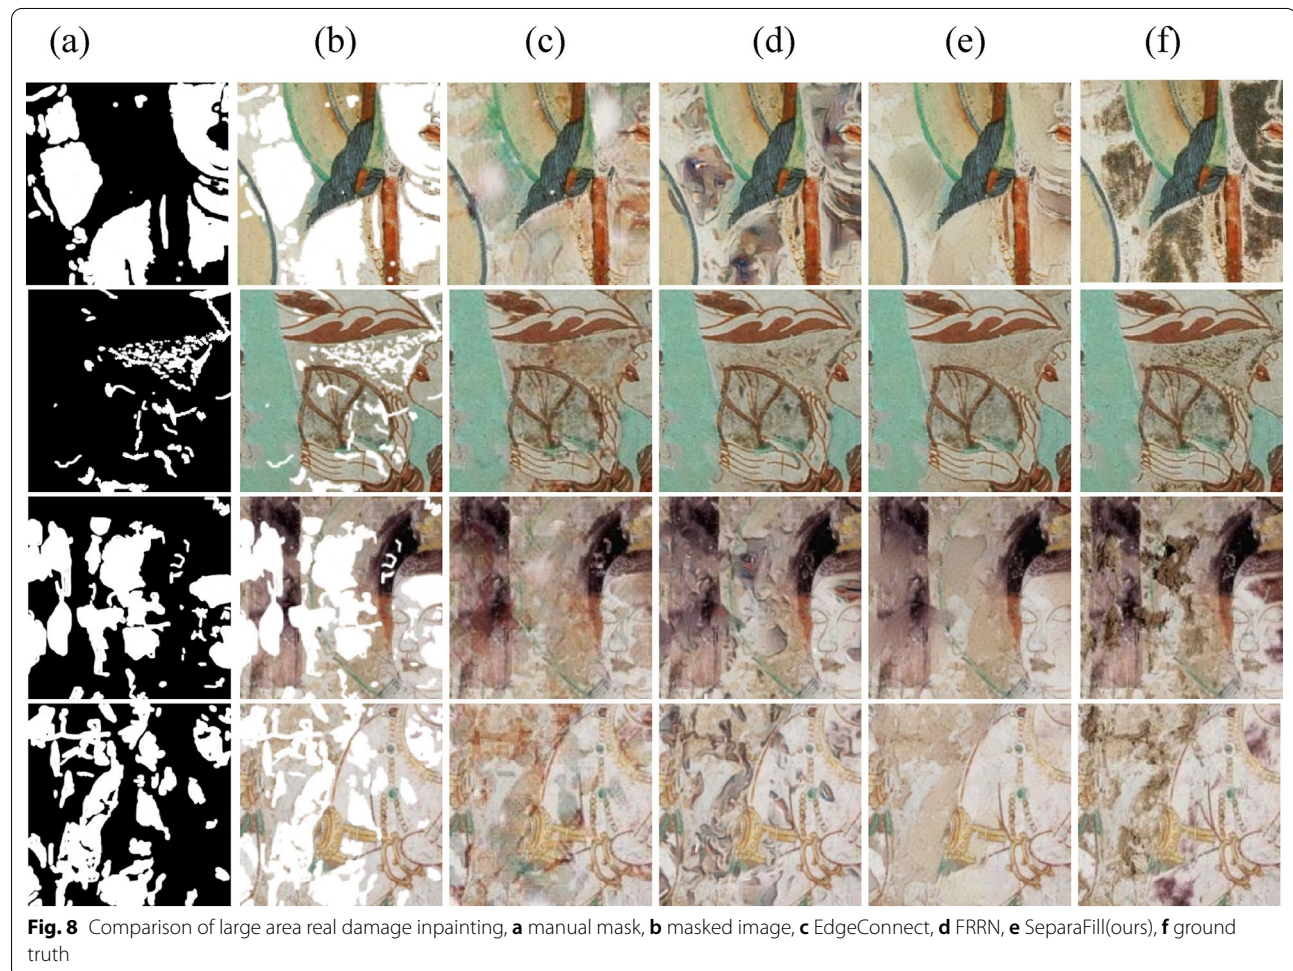 (a) (b) (c) (d) (e) (f)
Fig. 8 Comparison of large area real damage inpainting, a manual mask, b masked image, c EdgeConnect, d FRRN, e SeparaFill(ours), f ground
truth